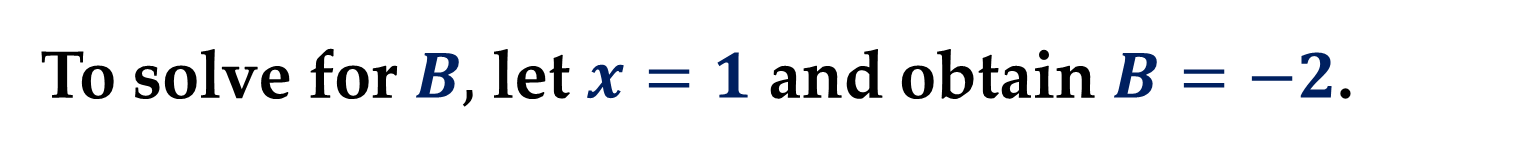 To solve for B, let x = 1 and obtain B = −2.